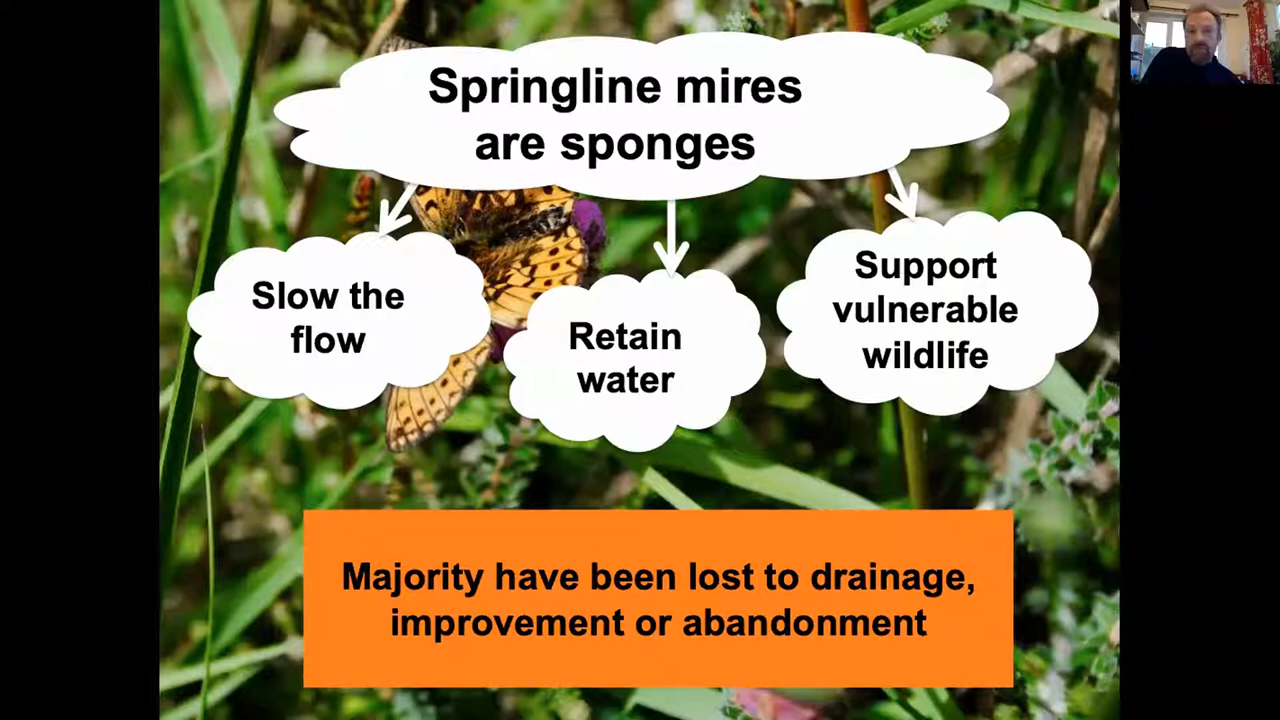 Springline mires
are sponges
Slow the
flow
Retain
water
Support
vulnerable
wildlife
Majority have been lost to drainage,
improvement or abandonment